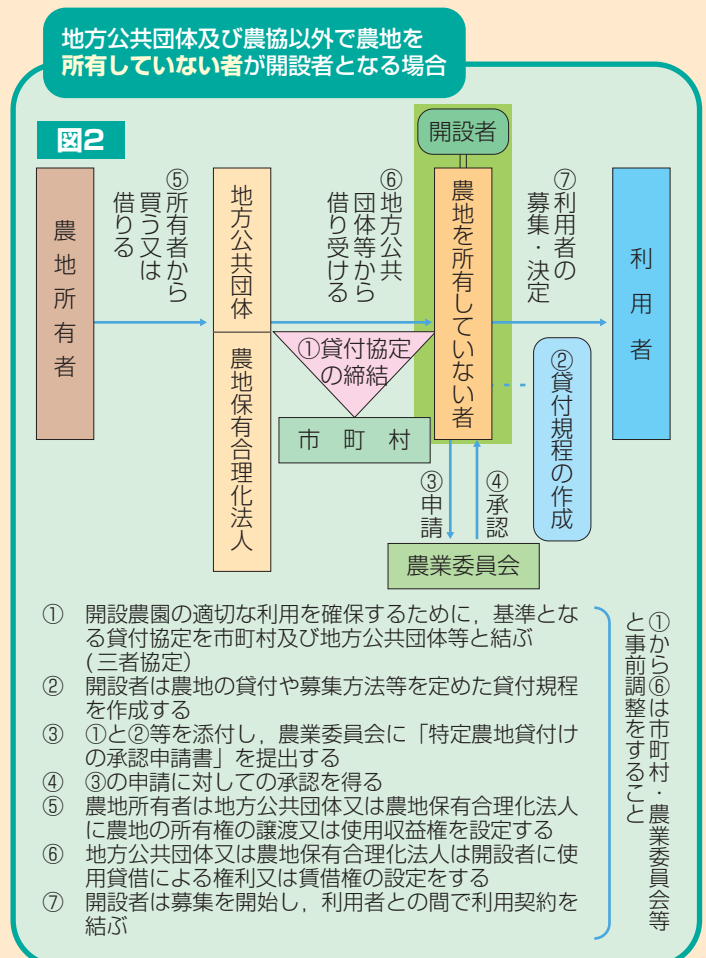 地方公共団体及び農協以外で農地を
所有していない者が開設者となる場合
図2
開設者
農地所有者
⑤所有者から
買う又は
借りる
地方公共団体
農地保有合理化法人
⑥地方公共
団体等から
借り受ける
農地を所有していない者
⑦利用者の
募集・決定
利用者
①貸付協定
の締結
市町村
②貸付規程の作成
③申請
④承認
農業委員会
① 開設農園の適切な利用を確保するために，基準とな
る貸付協定を市町村及び地方公共団体等と結ぶ
(三者協定)
② 開設者は農地の貸付や募集方法等を定めた貸付規程
を作成する
③ ①と②等を添付し，農業委員会に「特定農地貸付け
の承認申請書」を提出する
④ ③の申請に対しての承認を得る
⑤ 農地所有者は地方公共団体又は農地保有合理化法人
に農地の所有権の譲渡又は使用収益権を設定する
⑥ 地方公共団体又は農地保有合理化法人は開設者に使
用貸借による権利又は賃借権の設定をする
⑦ 開設者は募集を開始し，利用者との間で利用契約を
結ぶ
①から⑥は市町村・農業委員会等
と事前調整をすること